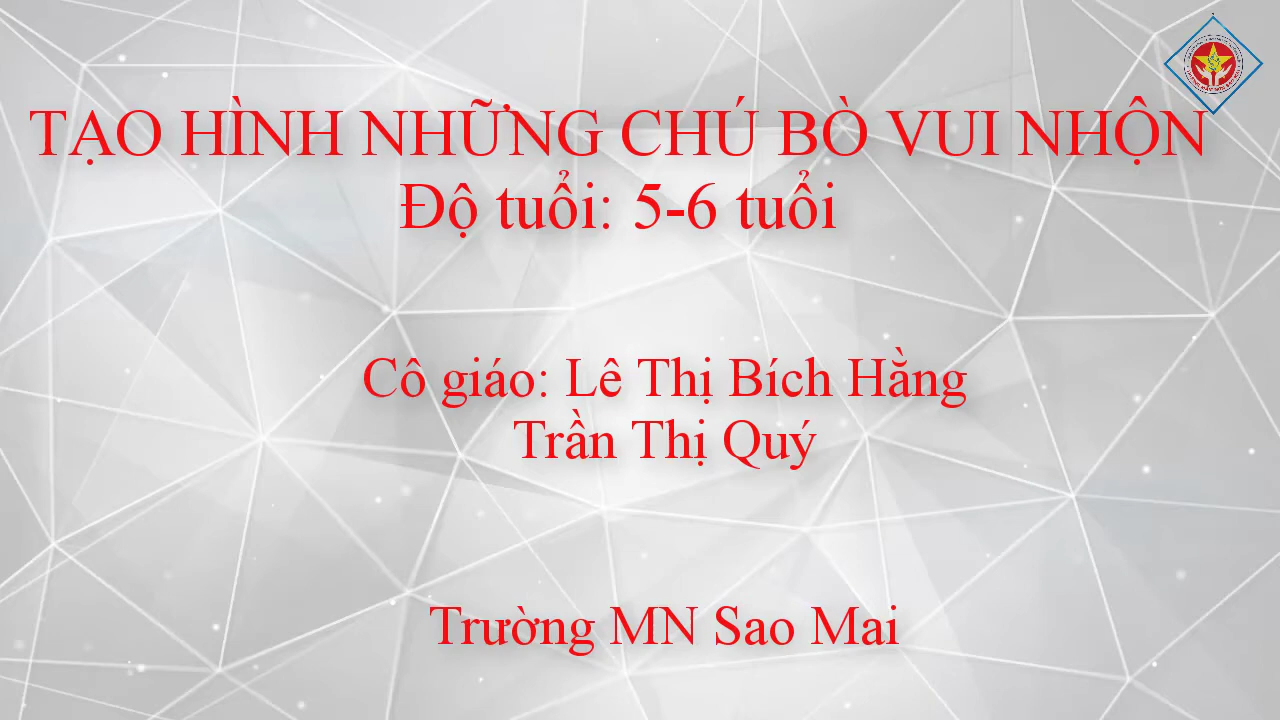 TẠO HÌNH NHỮNG CHÚ BÒ VUI NHỘN
Độ tuổi: 5-6 tuổi
Cô giáo: Lê Thị Bích Hằng
Trần Thị Quý
Trường MN Sao Mai